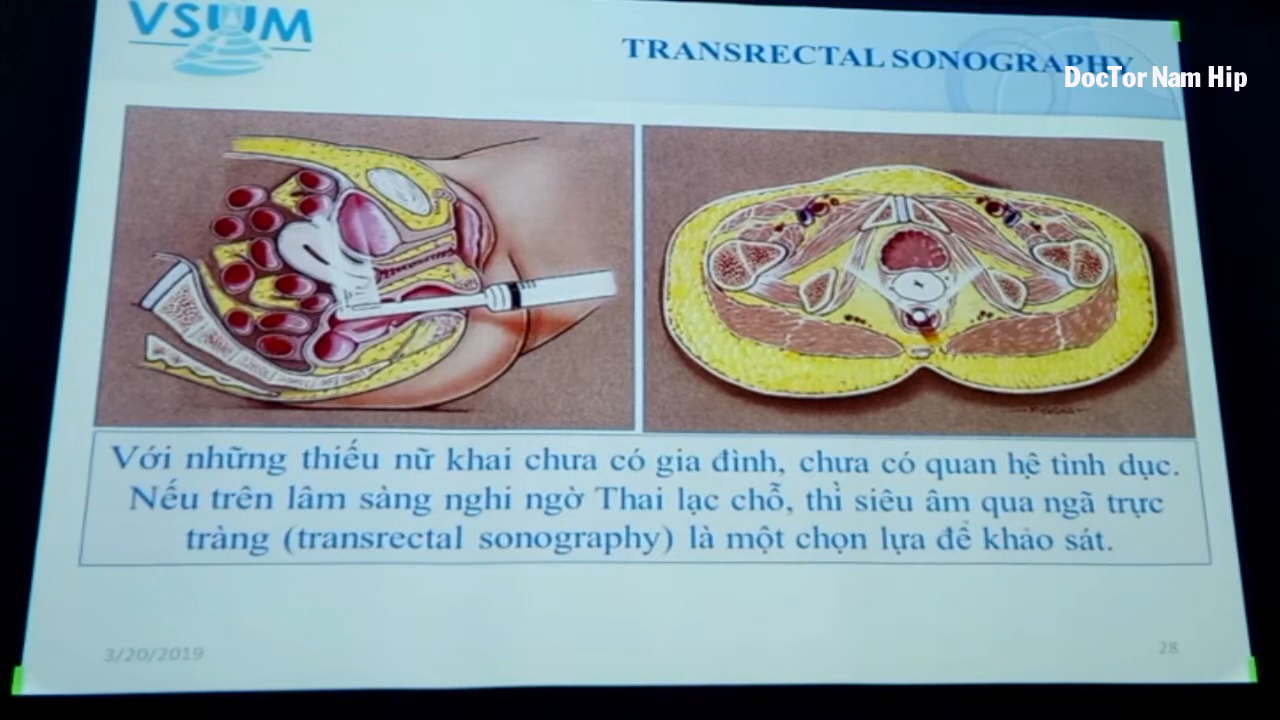 VSUM
TRANSRECTAL SONOGRAPHY
DocTor Nam Hip
Với những thiếu nữ khai chưa có gia đình, chưa có quan hệ tình dục.
Nếu trên lâm sàng nghi ngờ Thai lạc chỗ, thì siêu âm qua ngã trực
tràng (transrectal sonography) là một chọn lựa để khảo sát.
3/20/2019
28